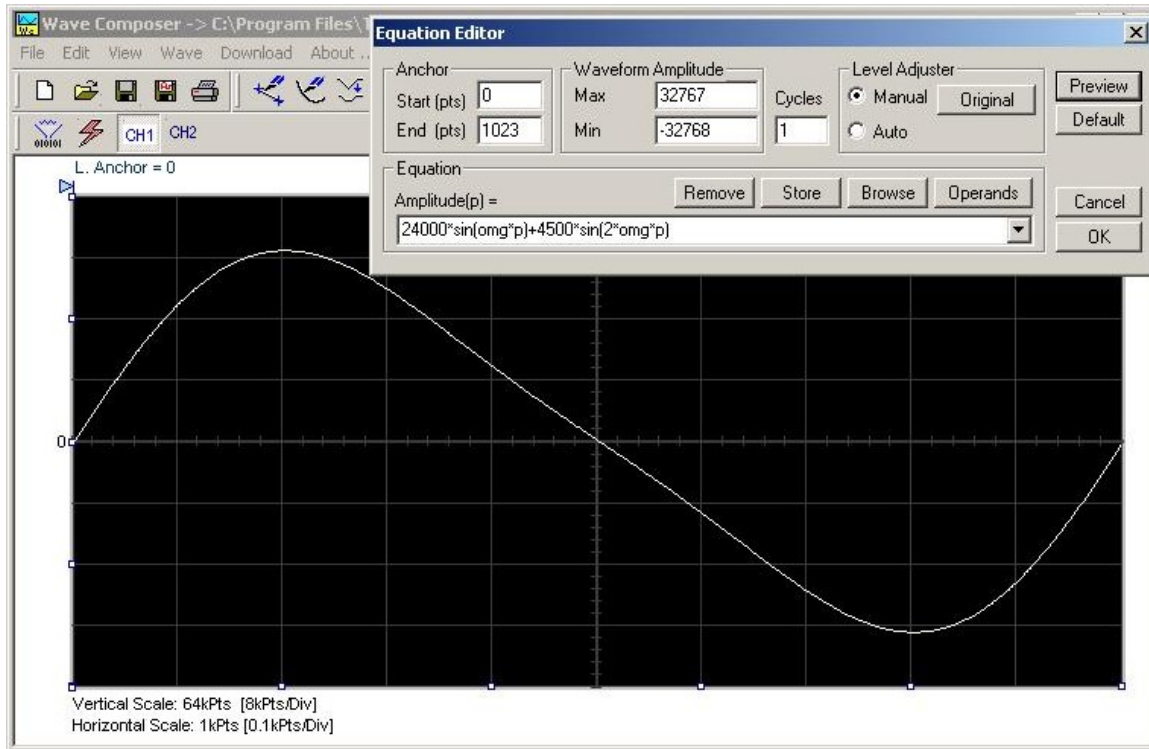 Wave Composer -> C:\Program Files\
File Edit View Wave Download About ..
CH1 CH2
L. Anchor = 0
Equation Editor
Anchor
Start (pts) 0
End (pts) 1023
Waveform Amplitude
Max 32767
Min -32768
Cycles
1
Level Adjuster
Manual Original
Auto
Preview
Default
Equation
Amplitude(p) =
Remove Store Browse Operands
24000*sin(omg*p)+4500*sin(2*omg*p)
Cancel
OK
0
Vertical Scale: 64kPts [8kPts/Div]
Horizontal Scale: 1kPts [0.1kPts/Div]